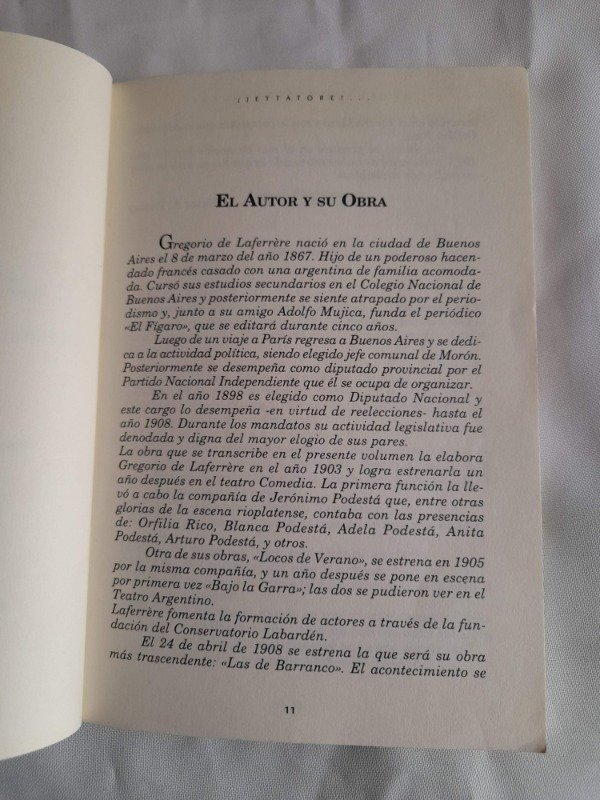 ¡JETTATORE!...
EL AUTOR Y SU OBRA
Gregorio de Laferrère nació en la ciudad de Buenos
Aires el 8 de marzo del año 1867. Hijo de un poderoso hacen-
dado francés casado con una argentina de familia acomoda-
da. Cursó sus estudios secundarios en el Colegio Nacional de
Buenos Aires y posteriormente se siente atrapado por el perio-
dismo y, junto a su amigo Adolfo Mujica, funda el periódico
«El Fígaro», que se editará durante cinco años.
Luego de un viaje a París regresa a Buenos Aires y se dedi-
ca a la actividad política, siendo elegido jefe comunal de Morón.
Posteriormente se desempeña como diputado provincial por el
Partido Nacional Independiente que él se ocupa de organizar.
En el año 1898 es elegido como Diputado Nacional y
este cargo lo desempeña -en virtud de reelecciones- hasta el
año 1908. Durante los mandatos su actividad legislativa fue
denodada y digna del mayor elogio de sus pares.
La obra que se transcribe en el presente volumen la elabora
Gregorio de Laferrère en el año 1903 y logra estrenarla un
año después en el teatro Comedia. La primera función la lle-
vó a cabo la compañía de Jerónimo Podestá que, entre otras
glorias de la escena rioplatense, contaba con las presencias
de: Orfilia Rico, Blanca Podestá, Adela Podestá, Anita
Podestá, Arturo Podestá, y otros.
Otra de sus obras, «Locos de Verano», se estrena en 1905
por la misma compañía, y un año después se pone en escena
por primera vez «Bajo la Garra»; las dos se pudieron ver en el
Teatro Argentino.
Laferrère fomenta la formación de actores a través de la fun-
dación del Conservatorio Labardén.
El 24 de abril de 1908 se estrena la que será su obra
más trascendente: «Las de Barranco». El acontecimiento se
11